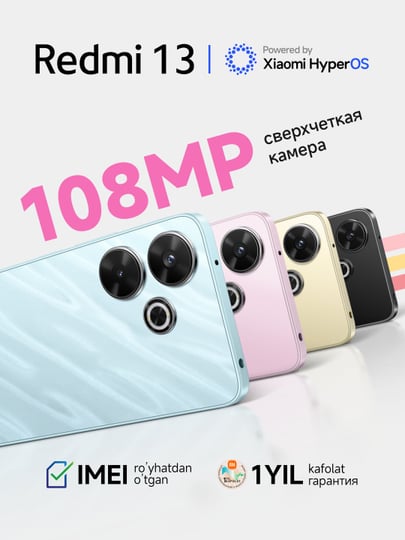 Redmi 13
Powered by
Xiaomi HyperOS
108MP
сверхчеткая
камера
IMEI
ro'yhatdan
o'tgan
1YIL
kafolat
гарантия